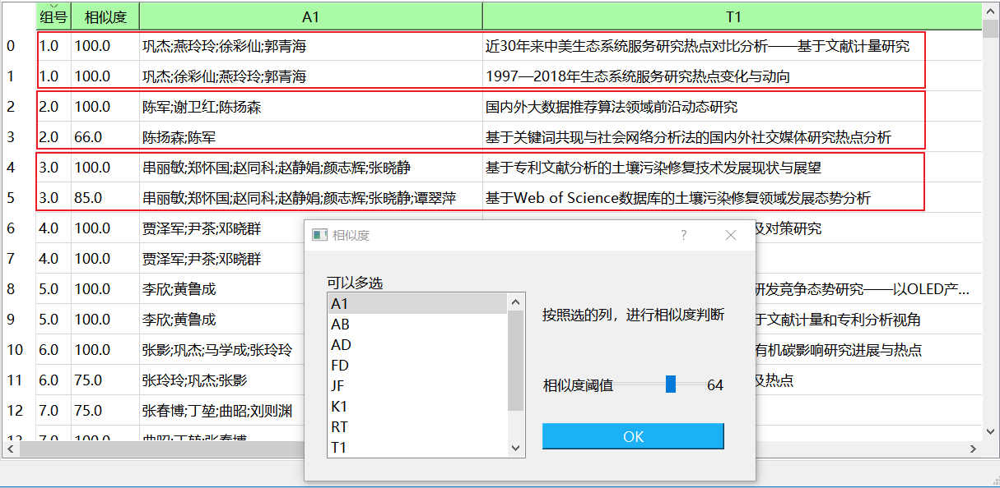 组号 相似度 A1 T1
0 1.0 100.0 巩杰;燕玲玲;徐彩仙;郭青海 近30年来中美生态系统服务研究热点对比分析——基于文献计量研究
1 1.0 100.0 巩杰;徐彩仙;燕玲玲;郭青海 1997—2018年生态系统服务研究热点变化与动向
2 2.0 100.0 陈军;谢卫红;陈扬森 国内外大数据推荐算法领域前沿动态研究
3 2.0 66.0 陈扬森;陈军 基于关键词共现与社会网络分析法的国内外社交媒体研究热点分析
4 3.0 100.0 串丽敏;郑怀国;赵同科;赵静娟;颜志辉;张晓静 基于专利文献分析的土壤污染修复技术发展现状与展望
5 3.0 85.0 串丽敏;郑怀国;赵同科;赵静娟;颜志辉;张晓静;谭翠萍 基于Web of Science数据库的土壤污染修复领域发展态势分析
6 4.0 100.0 贾泽军;尹茶;邓晓群 及对策研究
7 4.0 100.0 贾泽军;尹茶;邓晓群
8 5.0 100.0 李欣;黄鲁成 研发竞争态势研究——以OLED产...
9 5.0 100.0 李欣;黄鲁成 于文献计量和专利分析视角
10 6.0 100.0 张影;巩杰;马学成;张玲玲 有机碳影响研究进展与热点
11 6.0 75.0 张玲玲;巩杰;张影 及热点
12 7.0 75.0 张春博;丁堃;曲昭;刘则渊
13 7.0 100.0 曲昭;丁堃;张春博
相似度 ?
可以多选
A1
AB
AD
FD
JF
K1
RT
T1
按照选的列，进行相似度判断
相似度阈值 64
OK